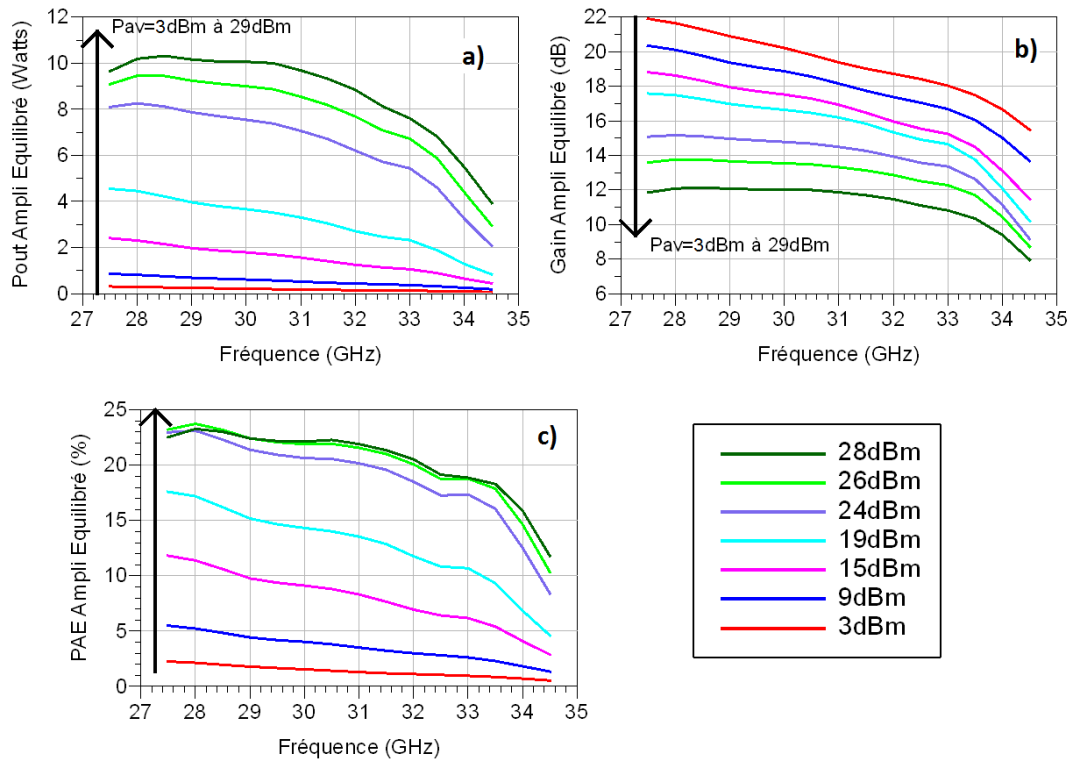 Pav=3dBm à 29dBm
a)
12
10
8
6
4
2
0
27 28 29 30 31 32 33 34 35
Pout Ampli Equilibré (Watts)
Fréquence (GHz)
b)
22
20
18
16
14
12
10
8
6
27 28 29 30 31 32 33 34 35
Gain Ampli Equilibré (dB)
Pav=3dBm à 29dBm
Fréquence (GHz)
c)
25
20
15
10
5
0
27 28 29 30 31 32 33 34 35
PAE Ampli Equilibré (%)
Fréquence (GHz)
28dBm
26dBm
24dBm
19dBm
15dBm
9dBm
3dBm